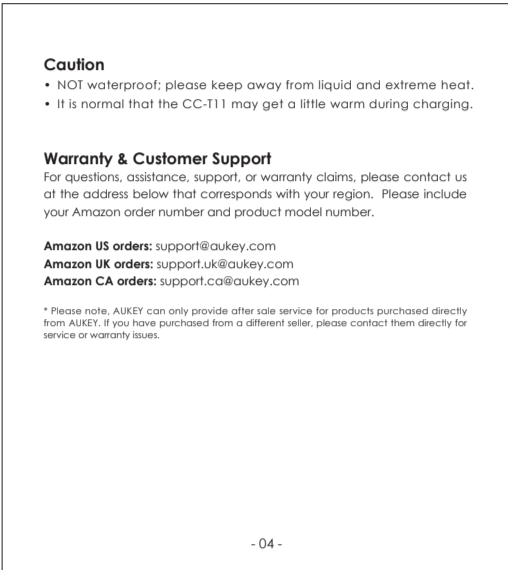 Caution
• NOT waterproof; please keep away from liquid and extreme heat.
• It is normal that the CC-T11 may get a little warm during charging.
Warranty & Customer Support
For questions, assistance, support, or warranty claims, please contact us
at the address below that corresponds with your region. Please include
your Amazon order number and product model number.
Amazon US orders: support@aukey.com
Amazon UK orders: support.uk@aukey.com
Amazon CA orders: support.ca@aukey.com
* Please note, AUKEY can only provide after sale service for products purchased directly
from AUKEY. If you have purchased from a different seller, please contact them directly for
service or warranty issues.
- 04 -